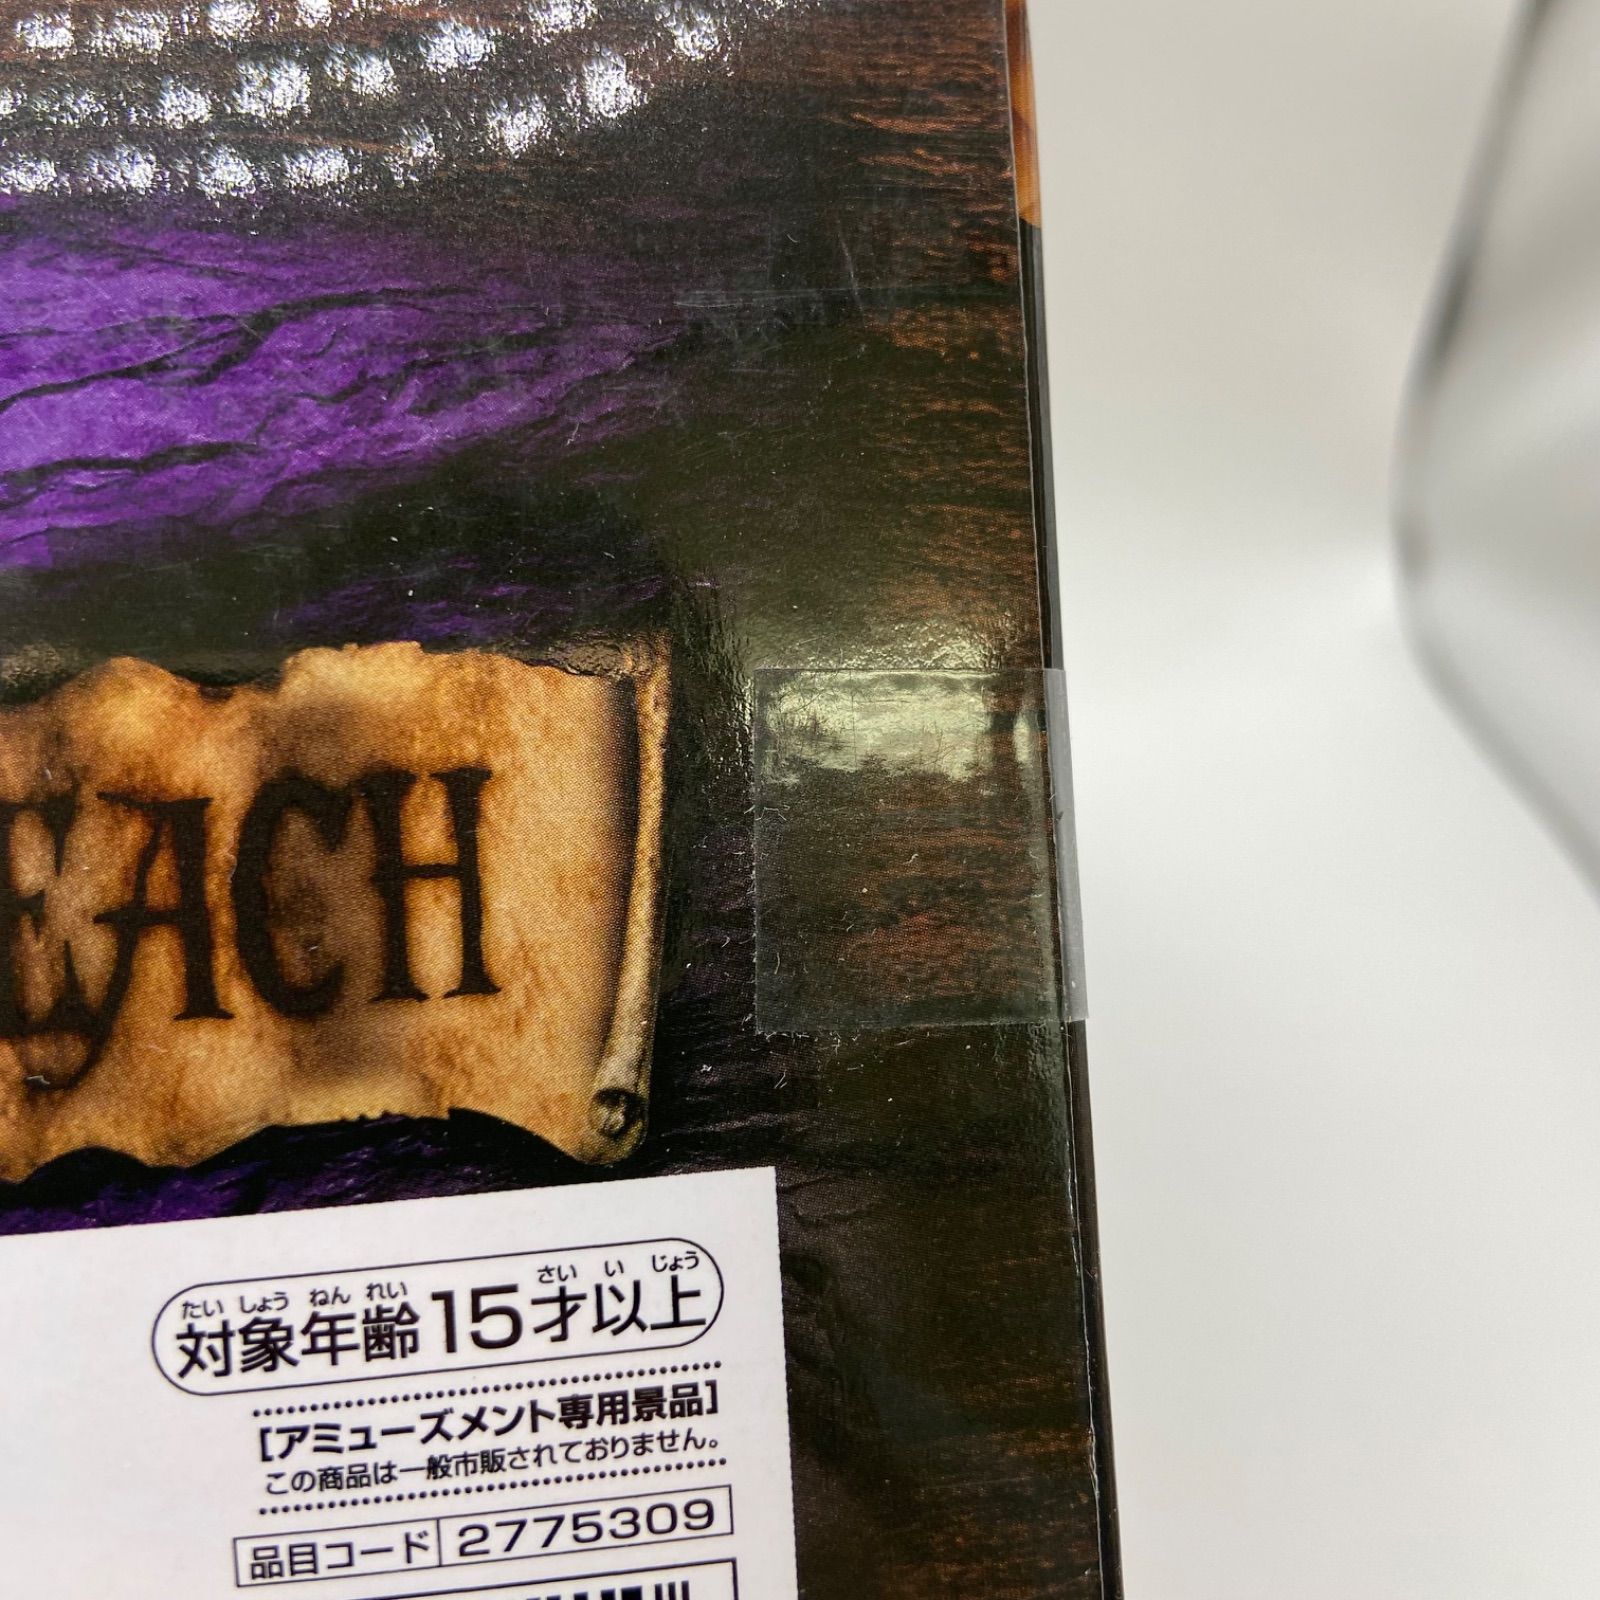 EACH
たいしょうねんれい さいいじょう
対象年齢15才以上
[アミューズメント専用景品]
この商品は一般市販されておりません。
品目コード 2775309